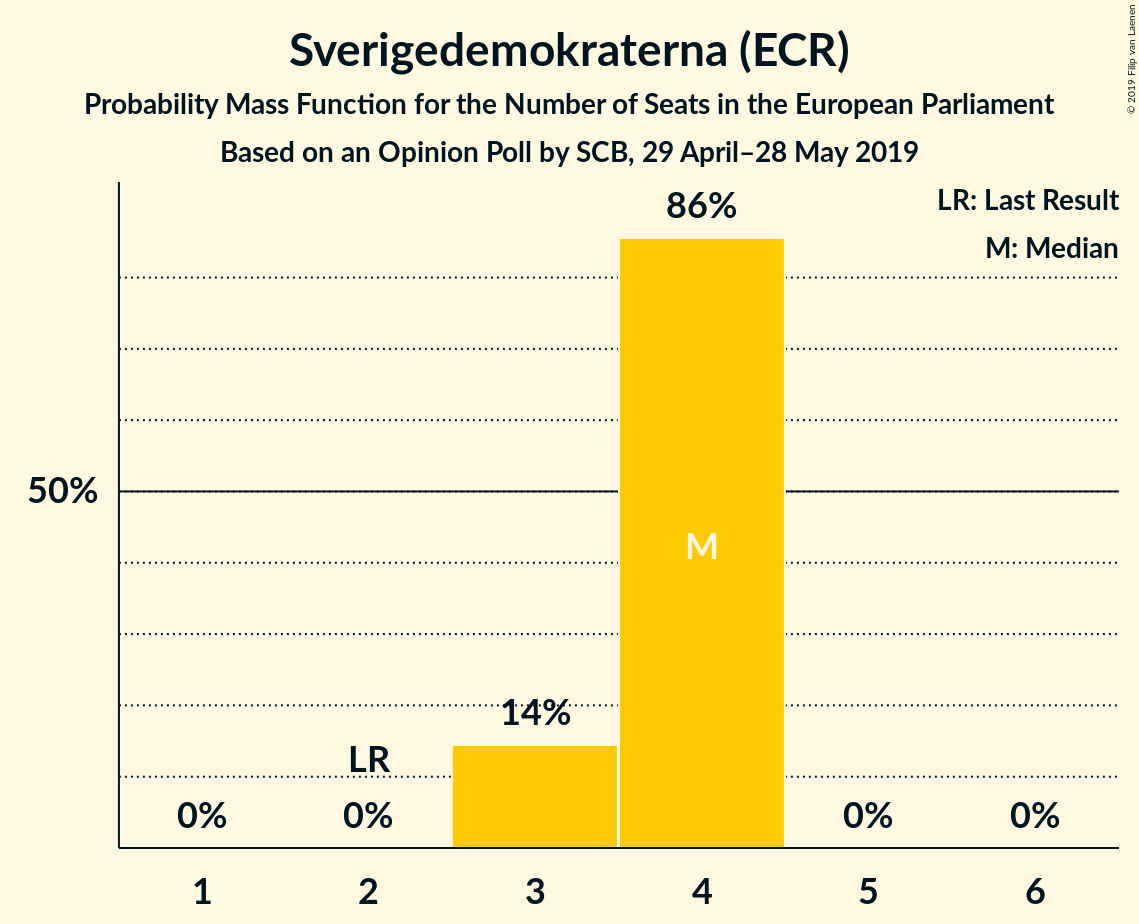 Sverigedemokraterna (ECR)
Probability Mass Function for the Number of Seats in the European Parliament
Based on an Opinion Poll by SCB, 29 April–28 May 2019
© 2019 Filip van Laenen
LR: Last Result
M: Median
86%
50%
M
14%
LR
0% 0% 0% 0%
1 2 3 4 5 6